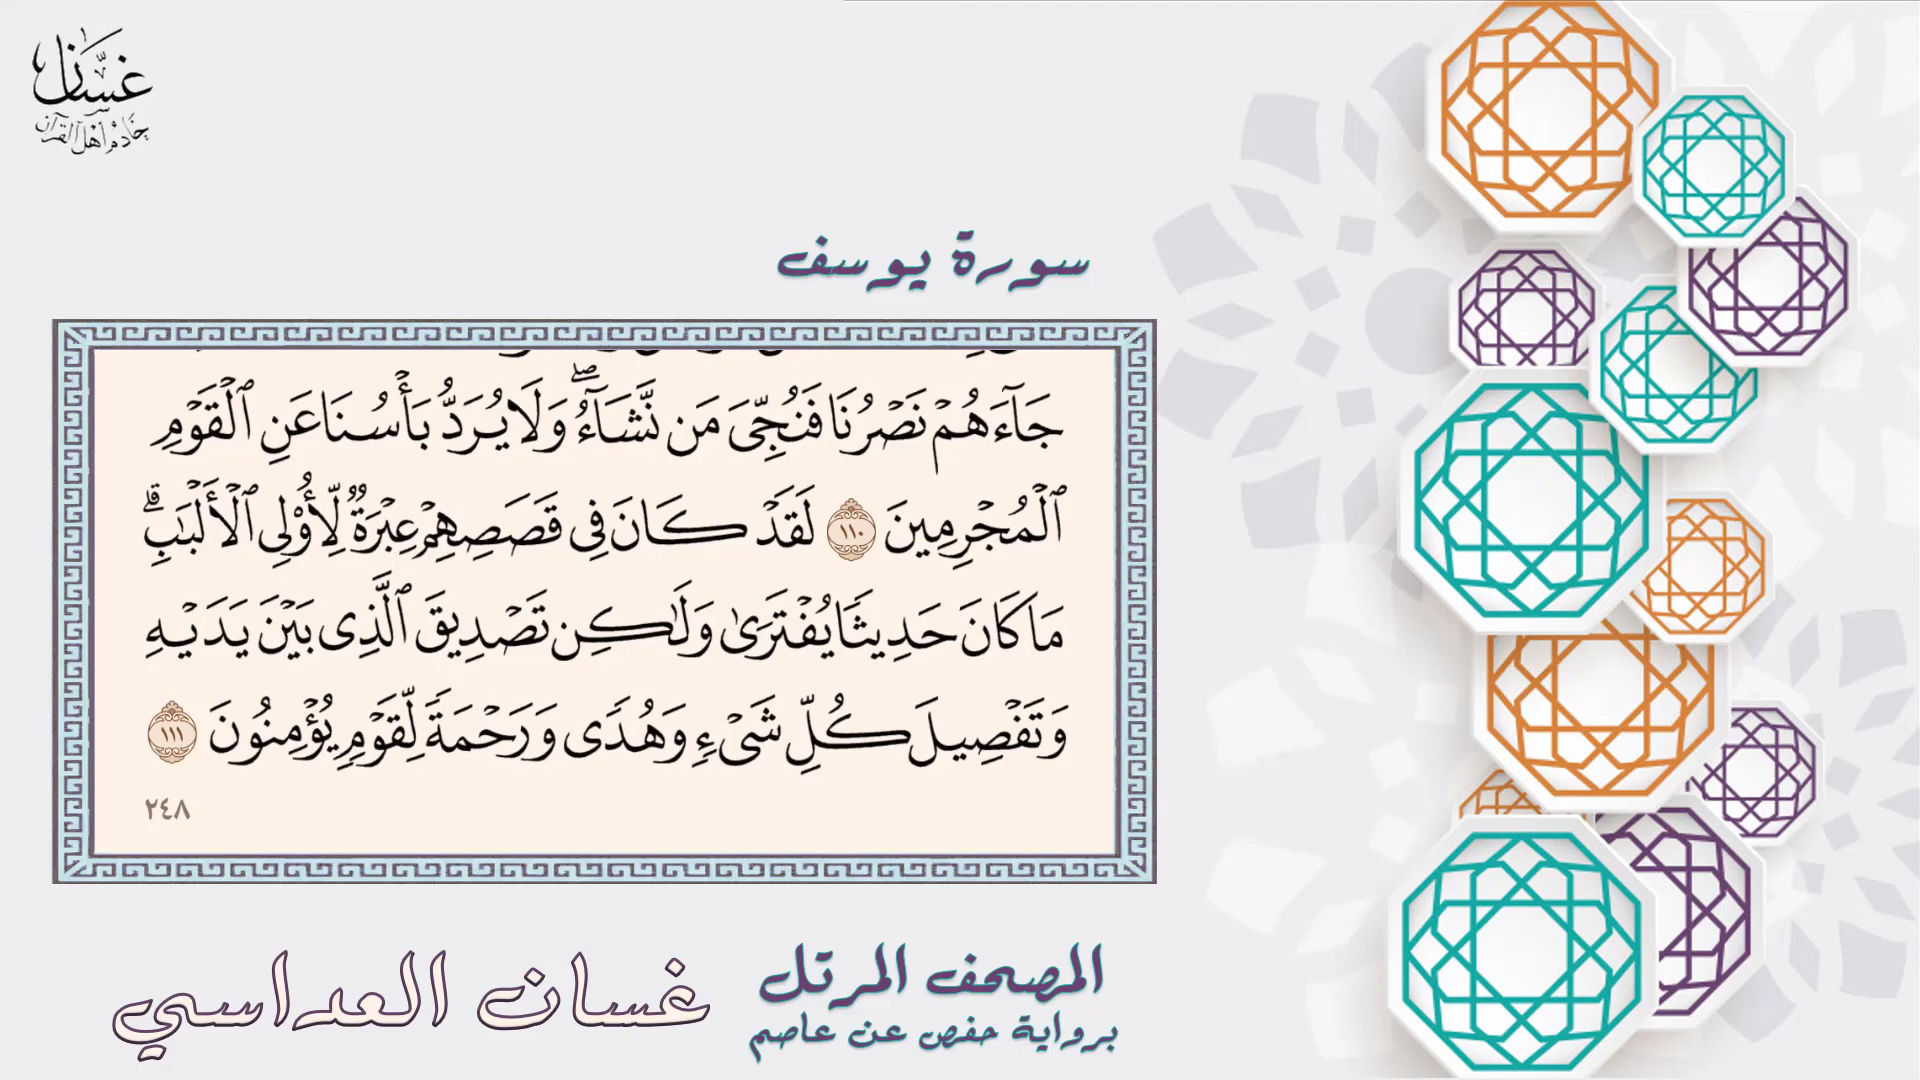 غسان
خادم أهل القرآن
سورة يوسف
جَآءَهُمۡ نَصۡرُنَا فَنُجِّىَ مَن نَّشَآءُۖ وَلَا يُرَدُّ بَأۡسُنَا عَنِ ٱلۡقَوۡمِ
ٱلۡمُجۡرِمِينَ ١١٠ لَقَدۡ كَانَ فِى قَصَصِهِمۡ عِبۡرَةٌ لِّأُوْلِى ٱلۡأَلۡبَٰبِۗ
مَا كَانَ حَدِيثًا يُفۡتَرَىٰ وَلَٰكِن تَصۡدِيقَ ٱلَّذِى بَيۡنَ يَدَيۡهِ
وَتَفۡصِيلَ كُلِّ شَىۡءٍ وَهُدًى وَرَحۡمَةً لِّقَوۡمٍ يُؤۡمِنُونَ ١١١
٢٤٨
المصحف المرتل
برواية حفص عن عاصم
غسان العداسي